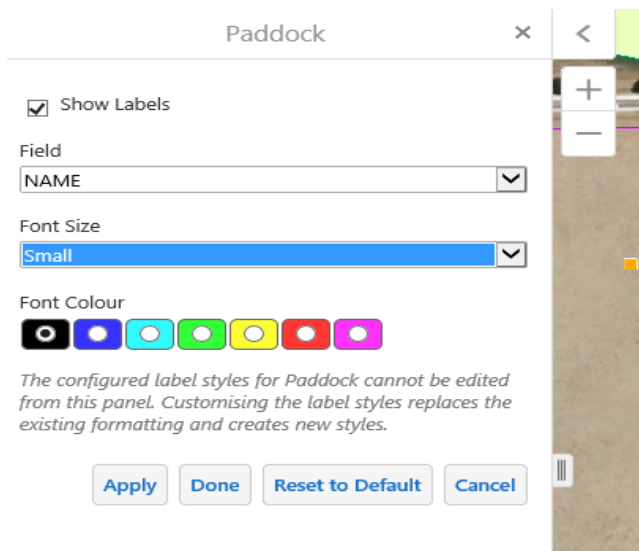 Paddock
Show Labels
Field
NAME
Font Size
Small
Font Colour
The configured label styles for Paddock cannot be edited
from this panel. Customising the label styles replaces the
existing formatting and creates new styles.
Apply Done Reset to Default Cancel